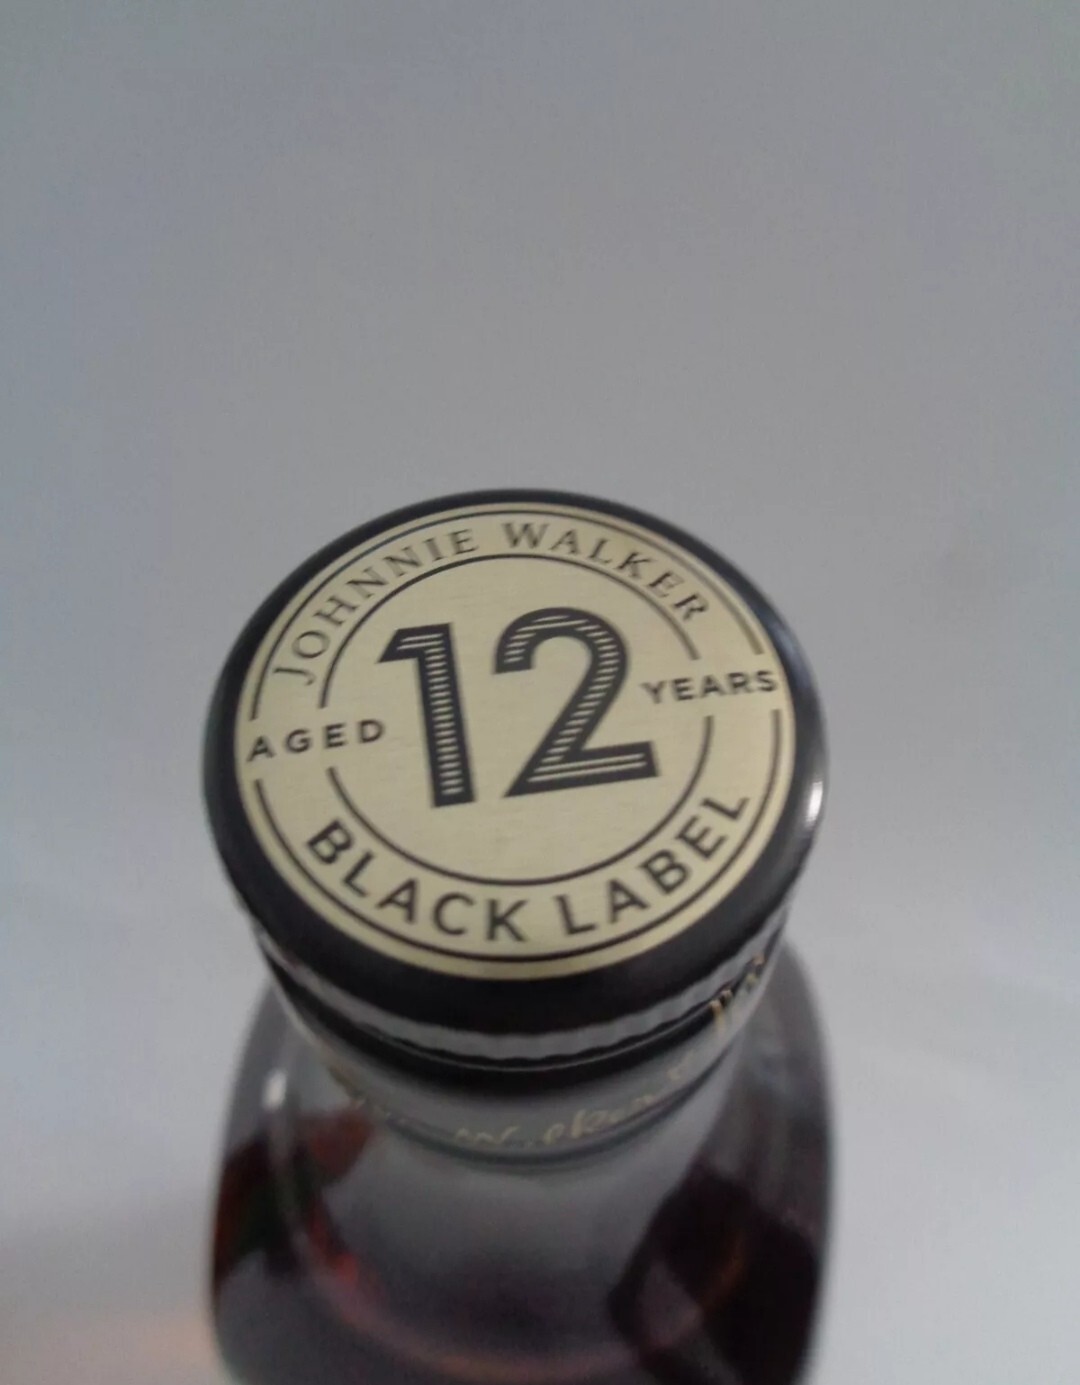 JOHNNIE WALKER
AGED 12 YEARS
BLACK LABEL